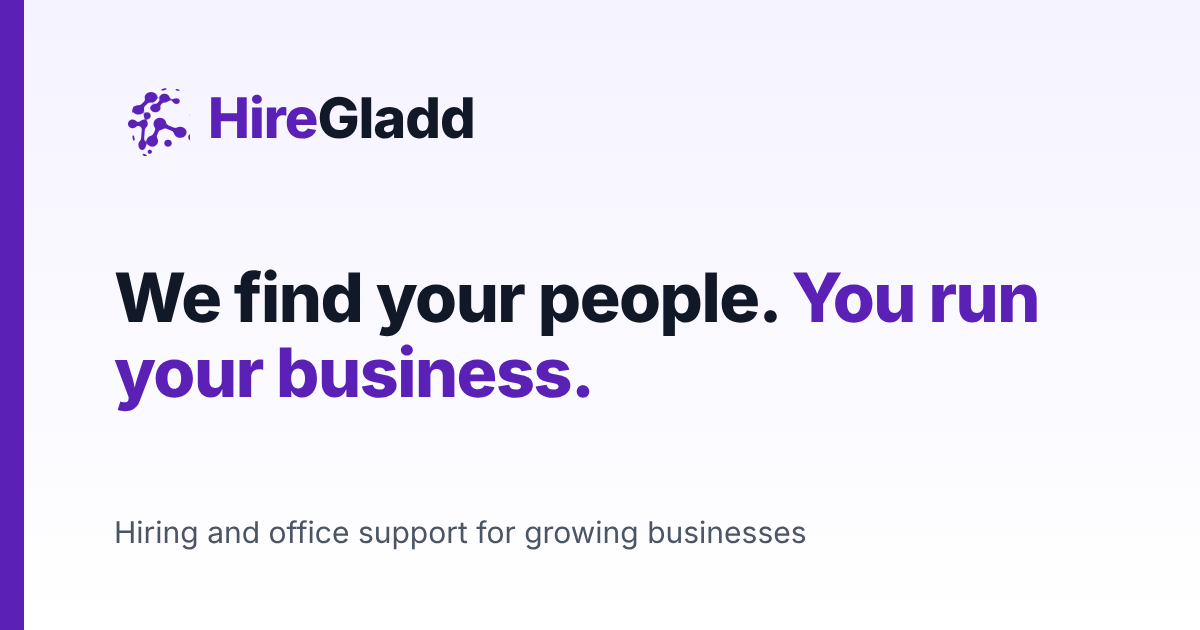 HireGladd
We find your people. You run
your business.
Hiring and office support for growing businesses